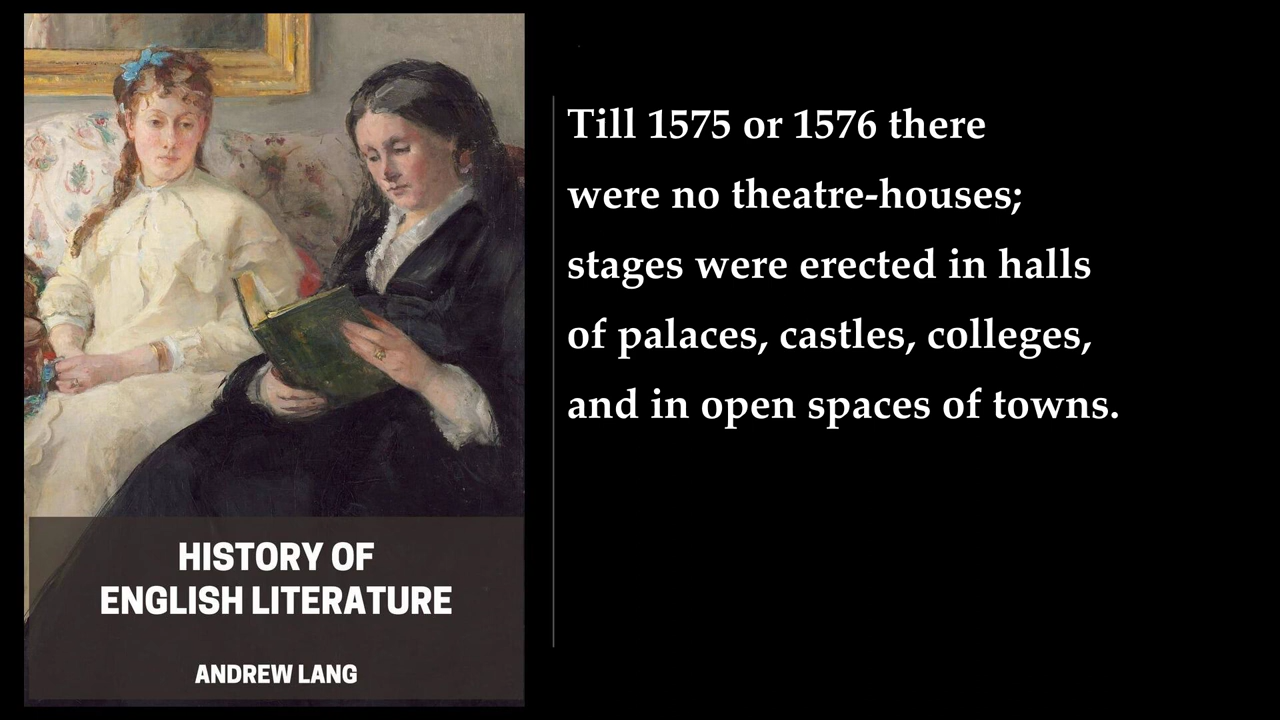 HISTORY OF
ENGLISH LITERATURE
ANDREW LANG
Till 1575 or 1576 there
were no theatre-houses;
stages were erected in halls
of palaces, castles, colleges,
and in open spaces of towns.